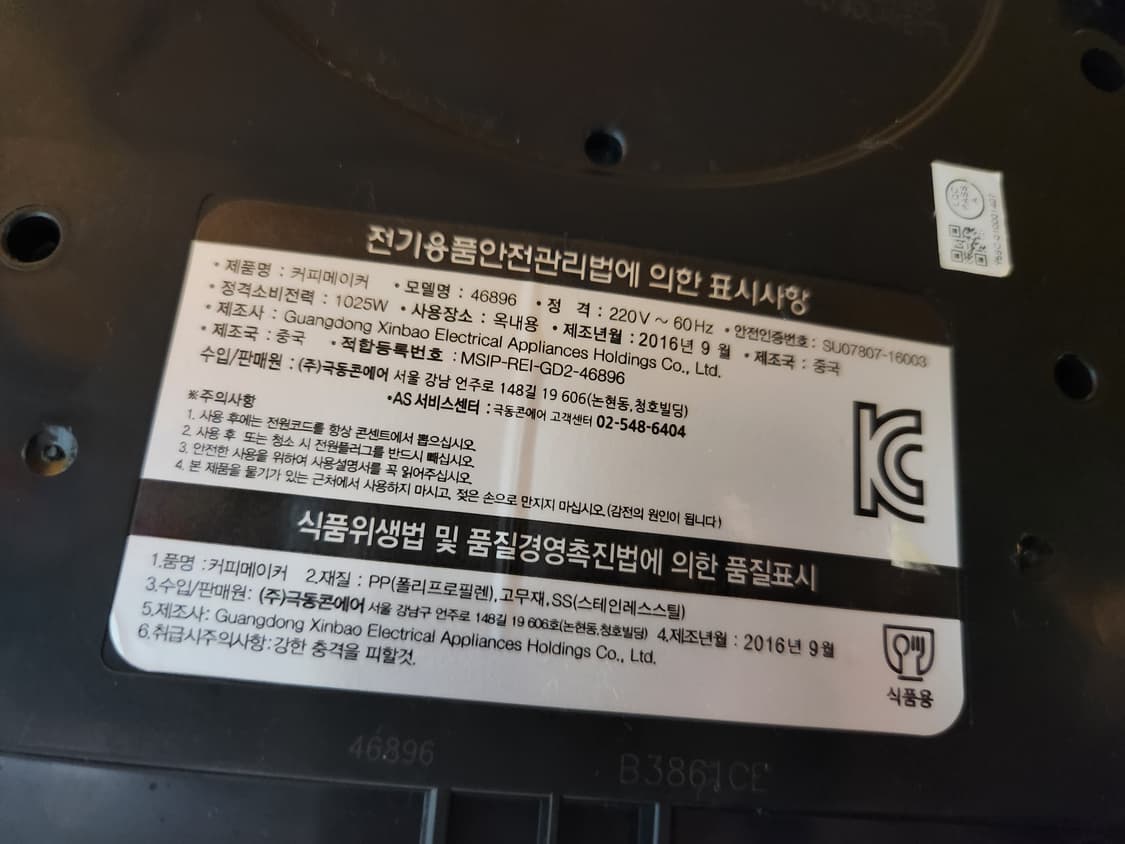 전기용품안전관리법에 의한 표시사항
• 제품명 : 커피메이커 • 모델명 : 46896 • 정 격 : 220V ~ 60Hz • 안전인증번호 : SU07807-16003
• 정격소비전력 : 1025W • 사용장소 : 옥내용 • 제조년월 : 2016년 9 월 • 제조국 : 중국
• 제조사 : Guangdong Xinbao Electrical Appliances Holdings Co., Ltd.
• 제조국 : 중국 • 적합등록번호 : MSIP-REI-GD2-46896
수입/판매원 : (주)극동콘에어 서울 강남 언주로 148길 19 606(논현동,청호빌딩)
•AS 서비스센터 : 극동콘에어 고객센터 02-548-6404
※주의사항
1. 사용 후에는 전원코드를 항상 콘센트에서 뽑으십시오.
2. 사용 후 또는 청소 시 전원플러그를 반드시 빼십시오.
3. 안전한 사용을 위하여 사용설명서를 꼭 읽어주십시오.
4. 본 제품을 물기가 있는 근처에서 사용하지 마시고, 젖은 손으로 만지지 마십시오.(감전의 원인이 됩니다)
식품위생법 및 품질경영촉진법에 의한 품질표시
1.품명 :커피메이커 2.재질 : PP(폴리프로필렌),고무재,SS(스테인레스스틸)
3.수입/판매원: (주)극동콘에어 서울 강남구 언주로 148길 19 606호(논현동,청호빌딩) 4,제조년월 : 2016년 9월
5.제조사: Guangdong Xinbao Electrical Appliances Holdings Co., Ltd.
6.취급시주의사항:강한 충격을 피할것.
식품용
46896
B3861CE
PASS